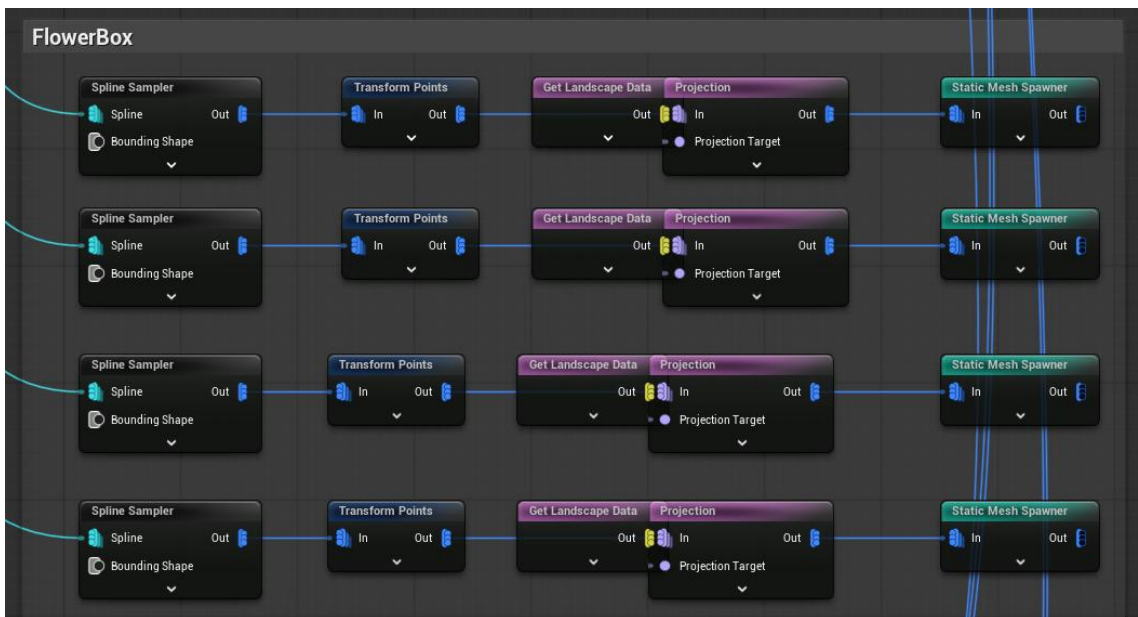 FlowerBox
Spline Sampler Transform Points Get Landscape Data Projection Static Mesh Spawner
Spline Out In Out Out In Out In Out
Bounding Shape Projection Target
Spline Sampler Transform Points Get Landscape Data Projection Static Mesh Spawner
Spline Out In Out Out In Out In Out
Bounding Shape Projection Target
Spline Sampler Transform Points Get Landscape Data Projection Static Mesh Spawner
Spline Out In Out Out In Out In Out
Bounding Shape Projection Target
Spline Sampler Transform Points Get Landscape Data Projection Static Mesh Spawner
Spline Out In Out Out In Out In Out
Bounding Shape Projection Target